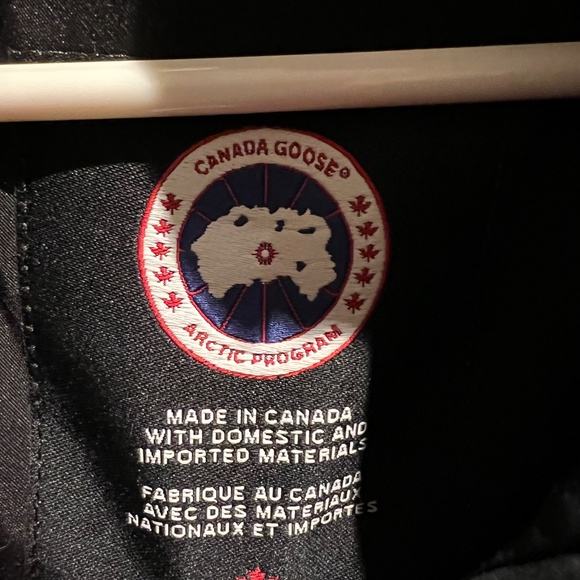 CANADA GOOSE®
ARCTIC PROGRAM
MADE IN CANADA
WITH DOMESTIC AND
IMPORTED MATERIALS
FABRIQUE AU CANADA
AVEC DES MATERIAUX
NATIONAUX ET IMPORTES